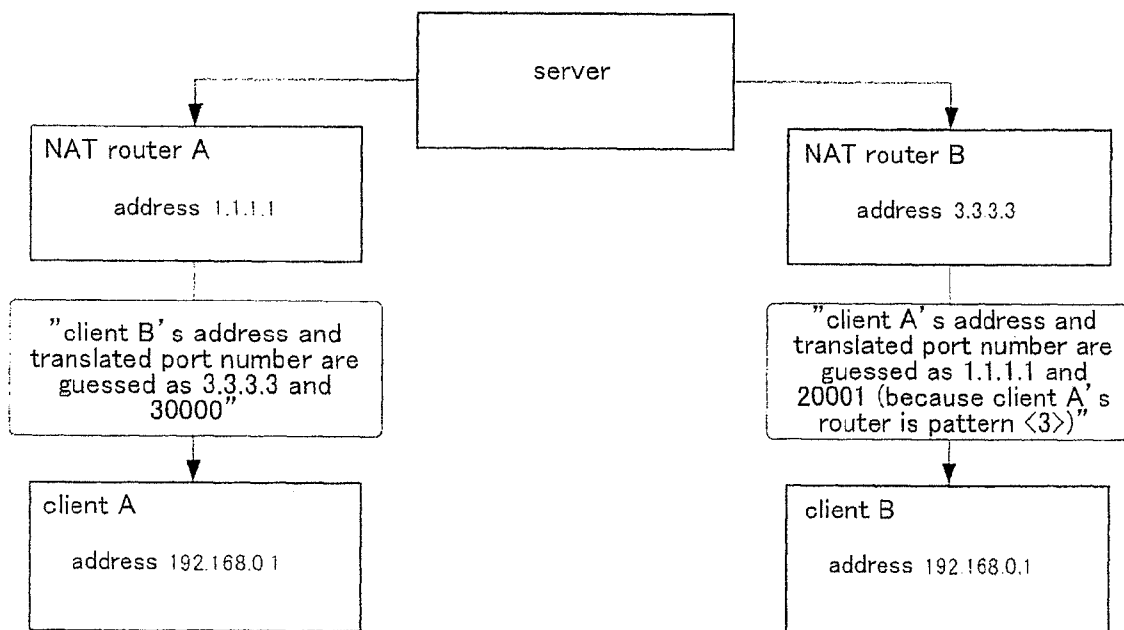 server
NAT router A
address 1.1.1.1
NAT router B
address 3.3.3.3
"client B's address and
translated port number are
guessed as 3.3.3.3 and
30000"
"client A's address and
translated port number are
guessed as 1.1.1.1 and
20001 (because client A's
router is pattern <3>)"
client A
address 192.168.0 1
client B
address 192.168.0.1